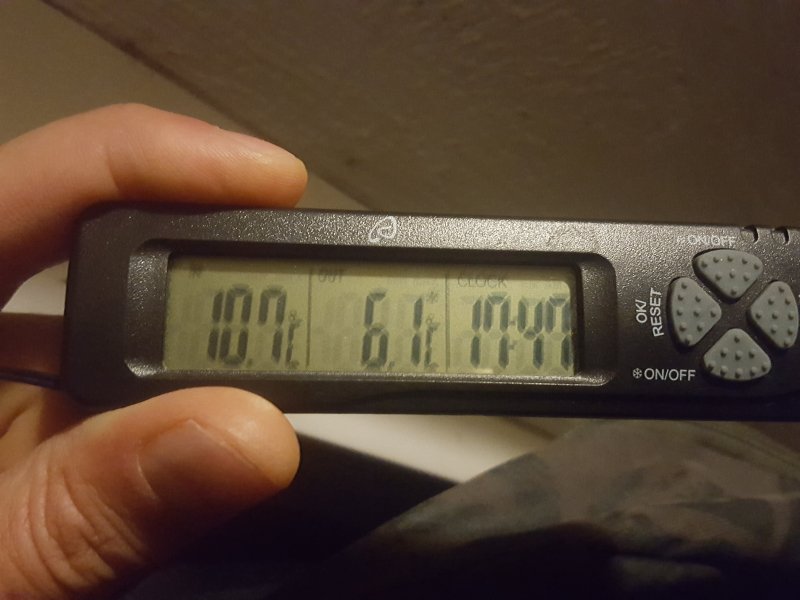 OUT
CLOCK
10.7°C
6.1°C
17:47
ON/OFF
OK/
RESET
ON/OFF